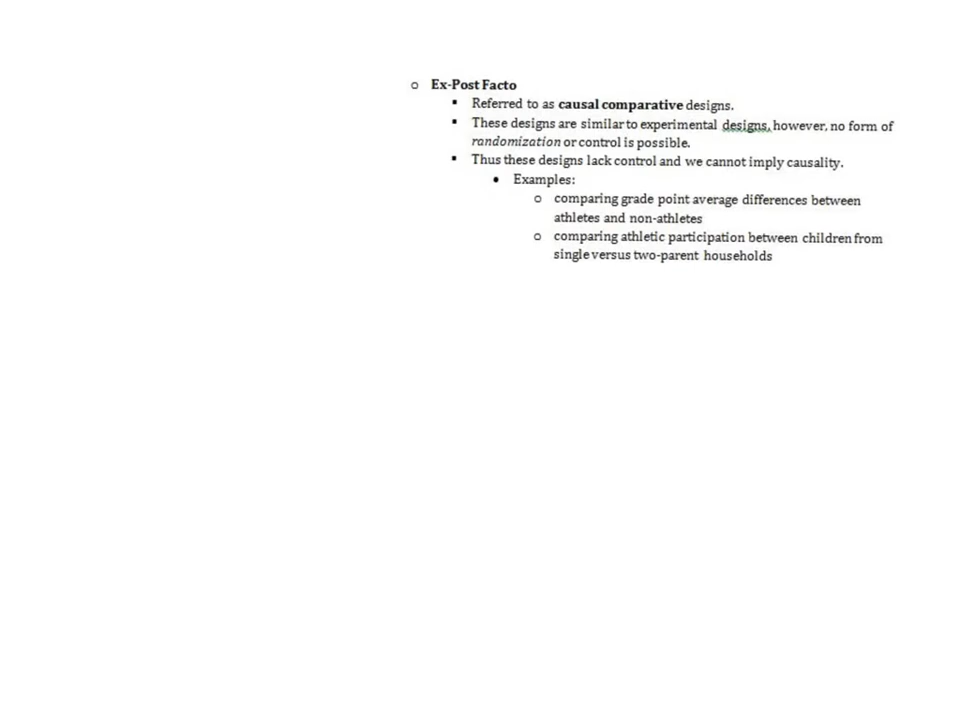 o Ex-Post Facto
▪ Referred to as causal comparative designs.
▪ These designs are similar to experimental designs, however, no form of
randomization or control is possible.
▪ Thus these designs lack control and we cannot imply causality.
• Examples:
o comparing grade point average differences between
athletes and non-athletes
o comparing athletic participation between children from
single versus two-parent households